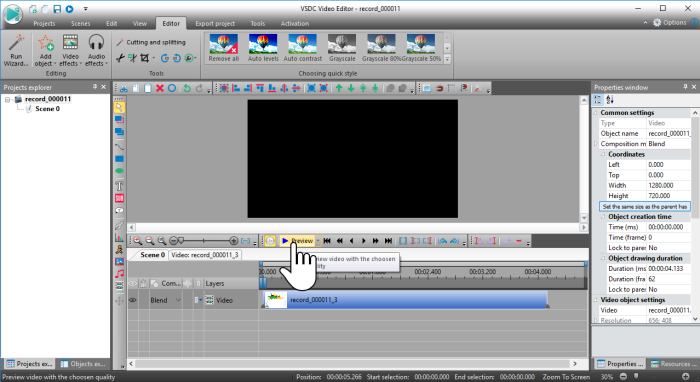 VSDC Video Editor - record_000011
Projects Scenes Edit View Editor Export project Tools Activation Options
Run Wizard...
Add object
Video effects
Audio effects
Editing
Cutting and splitting
Tools
Remove all Auto levels Auto contrast Grayscale Grayscale 80% Grayscale 50%
Choosing quick style
Projects explorer
record_000011
Scene 0
Properties window
Common settings
Type Video
Object name record_000011.
Composition m Blend
Coordinates
Left 0.000
Top 0.000
Width 1280.000
Height 720.000
Set the same size as the parent has
Object creation time
Time (ms) 00:00:00.000
Time (frame) 0
Lock to parer No
Object drawing duration
Duration (ms 00:00:04.133
Duration (fra 62
Lock to parer No
Video object settings
Video record_000011.
Resolution 656; 408
Preview
Scene 0 Video: record_000011_3
view video with the choosen
00.000 00:02.400 00:03.200 00:04.000
Com... Layers
Blend Video record_000011_3
Projects ex... Objects ex...
Properties ... Resources ...
Preview video with the choosen quality Position: 00:00:05.266 Start selection: 00:00:00.000 End selection: 00:00:00.000 Zoom To Screen 30%